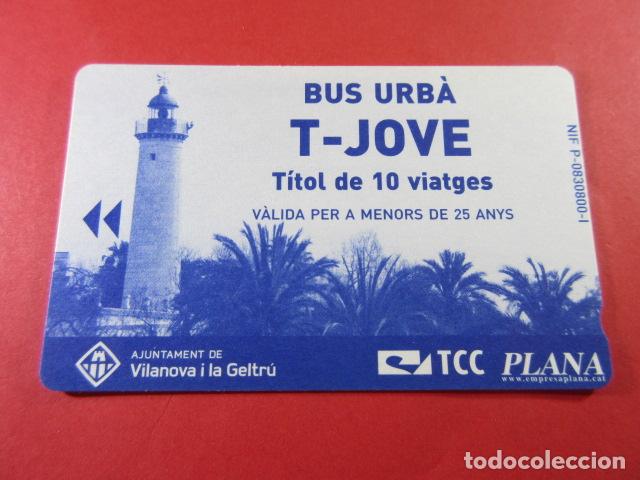 BUS URBÀ
T-JOVE
Títol de 10 viatges
VÀLIDA PER A MENORS DE 25 ANYS
NIF P-0830800-I
AJUNTAMENT DE
Vilanova i la Geltrú
TCC
PLANA
www.empresaplana.cat
todocoleccion.net